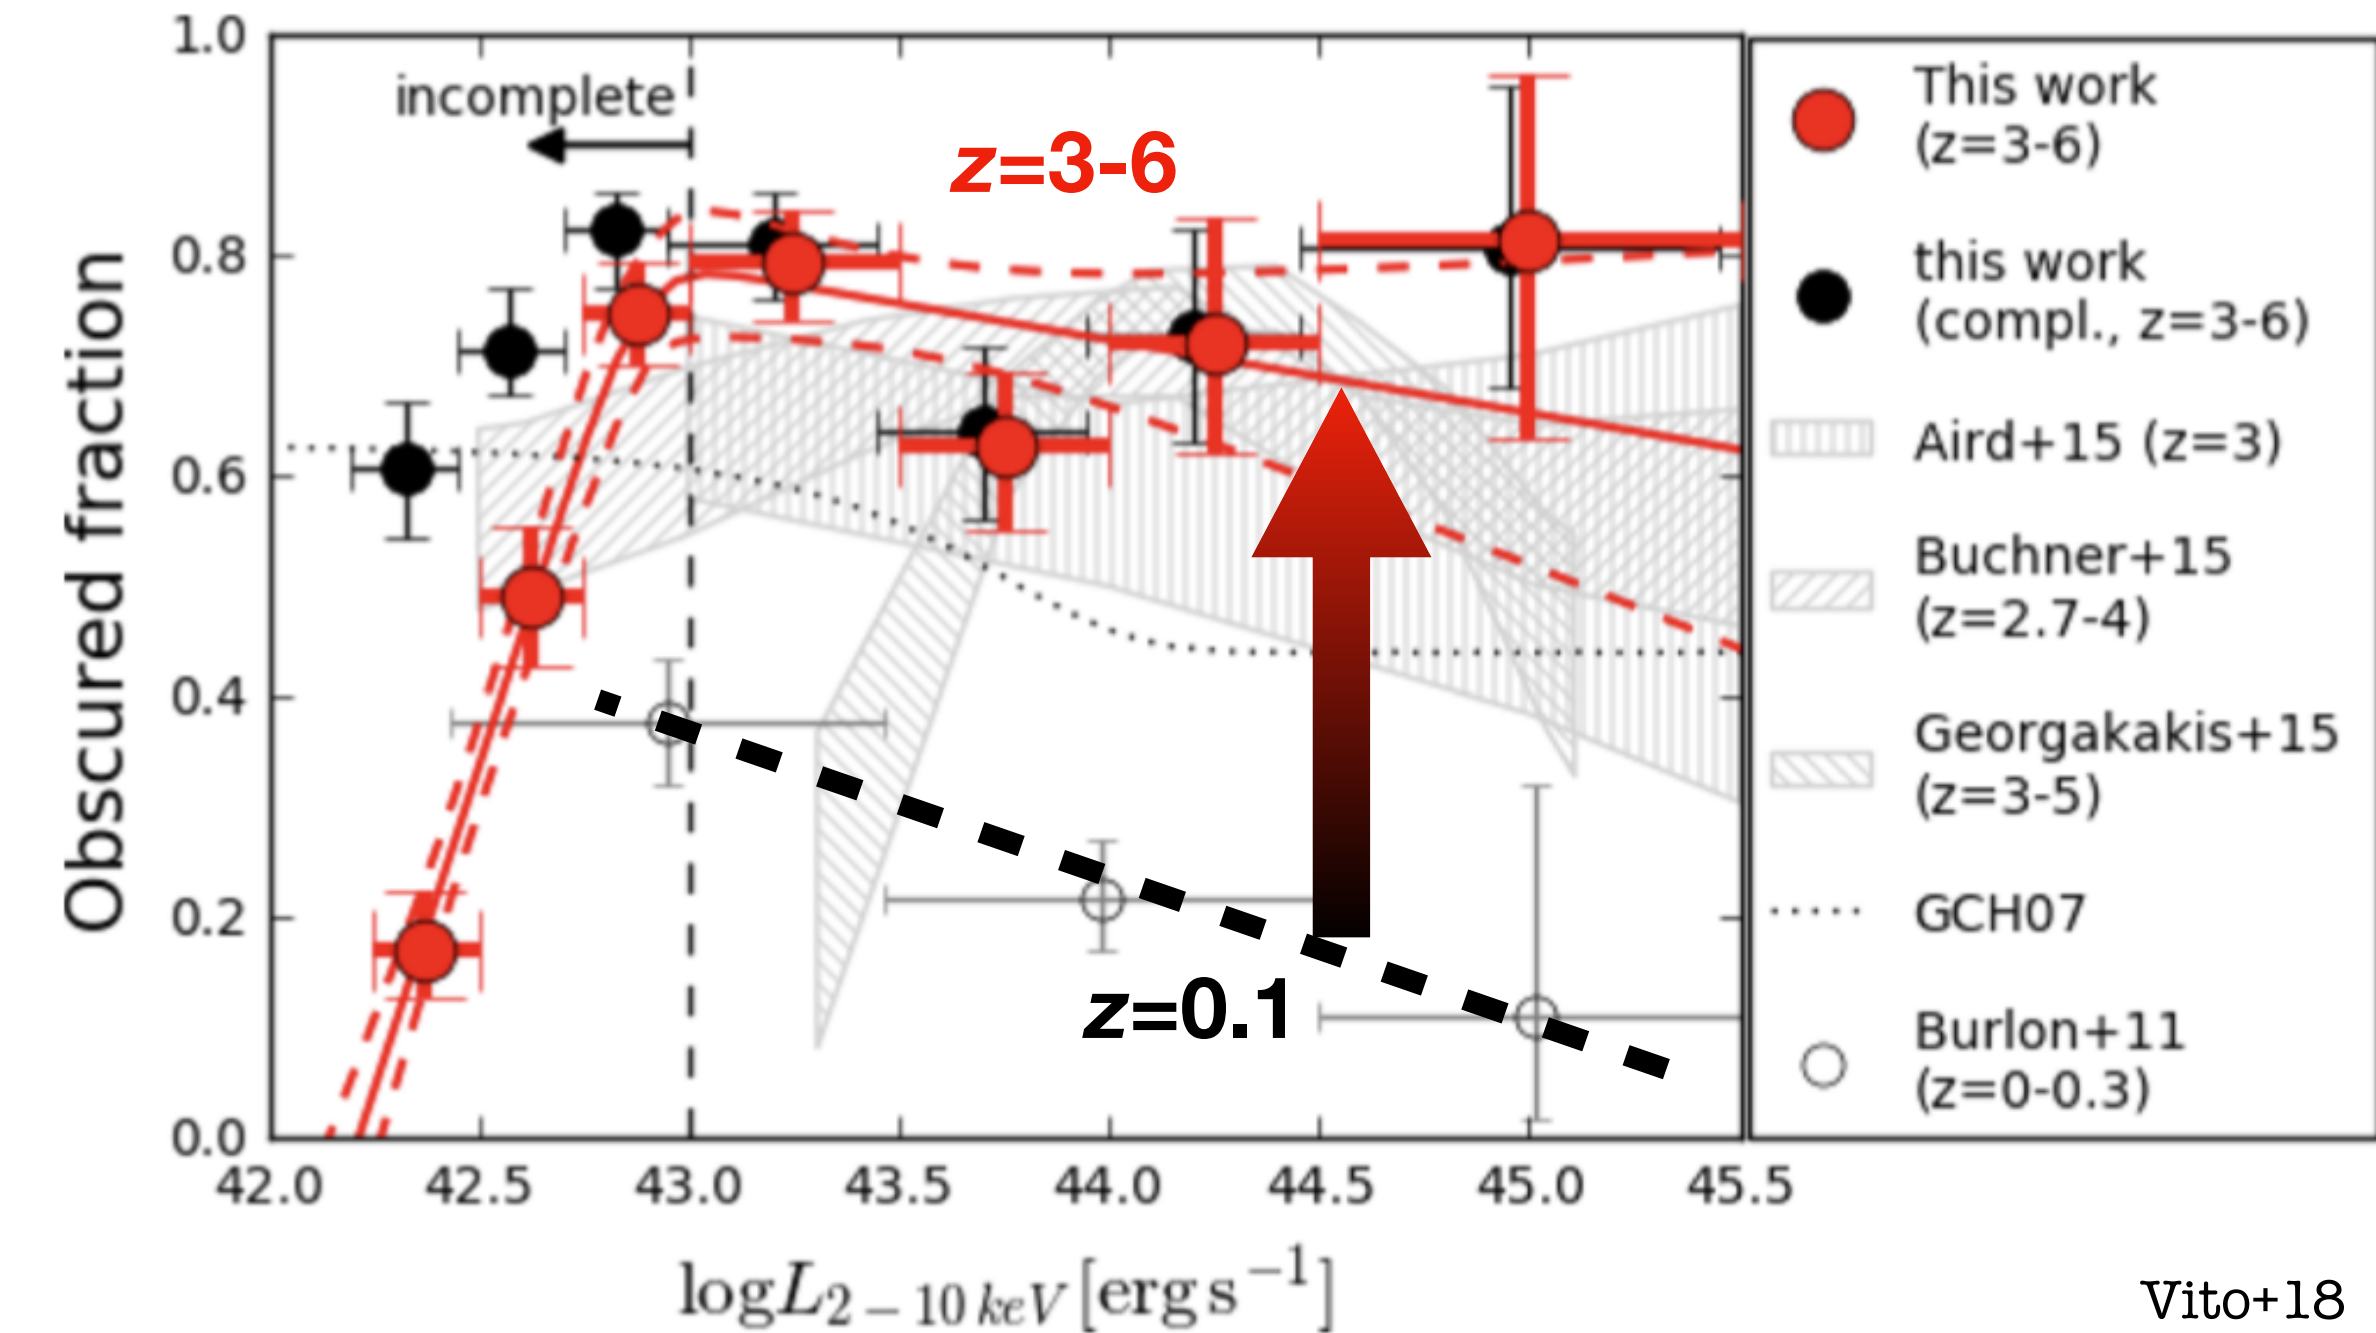 1.0
0.8
0.6
0.4
0.2
0.0
Obscured fraction
incomplete
z=3-6
z=0.1
42.0 42.5 43.0 43.5 44.0 44.5 45.0 45.5
logL2−10 keV [erg s−1]
This work
(z=3-6)
this work
(compl., z=3-6)
Aird+15 (z=3)
Buchner+15
(z=2.7-4)
Georgakakis+15
(z=3-5)
GCH07
Burlon+11
(z=0-0.3)
Vito+18